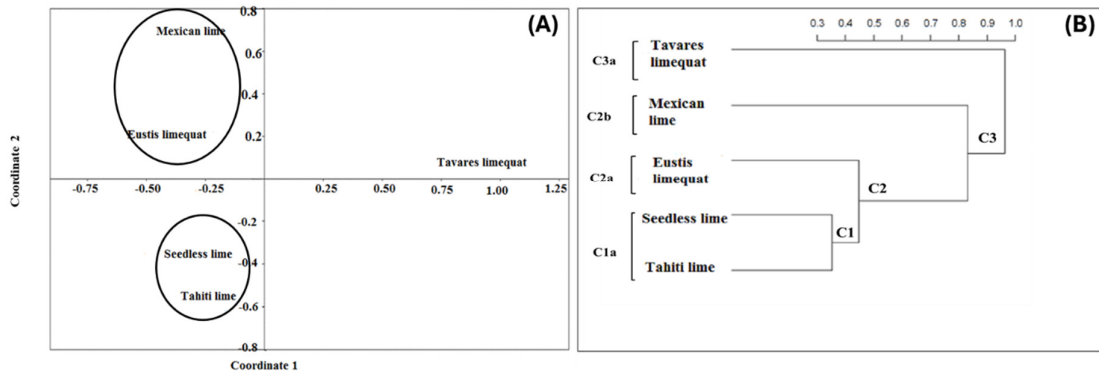 (A)
0.8
Mexican lime
0.6
0.4
0.2
Eustis limequat
Tavares limequat
-0.75 -0.50 -0.25 0.25 0.50 0.75 1.00 1.25
-0.2
Seedless lime
-0.4
Tahiti lime
-0.6
-0.8
Coordinate 2
Coordinate 1
(B)
0.3 0.4 0.5 0.6 0.7 0.8 0.9 1.0
C3a
Tavares
limequat
C2b
Mexican
lime
C3
C2a
Eustis
limequat
C2
C1a
Seedless lime
C1
Tahiti lime